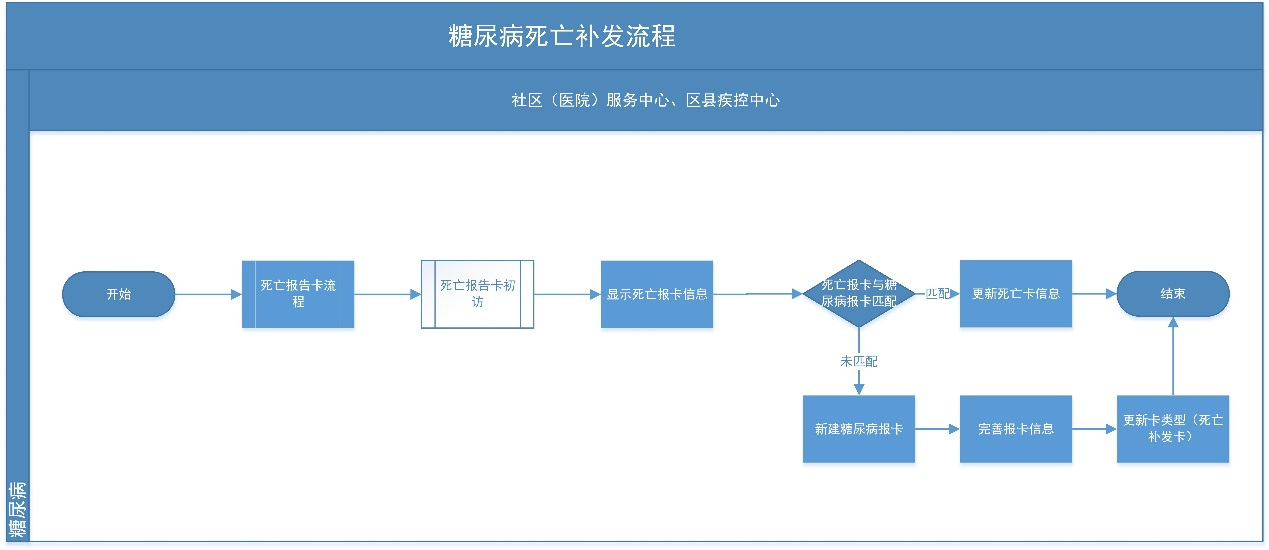 糖尿病死亡补发流程
社区（医院）服务中心、区县疾控中心
开始
死亡报告卡流
程
死亡报告卡初
访
显示死亡报卡信息
死亡报卡与糖
尿病报卡匹配
匹配
更新死亡卡信息
结束
未匹配
新建糖尿病报卡
完善报卡信息
更新卡类型（死亡
补发卡）
糖尿病